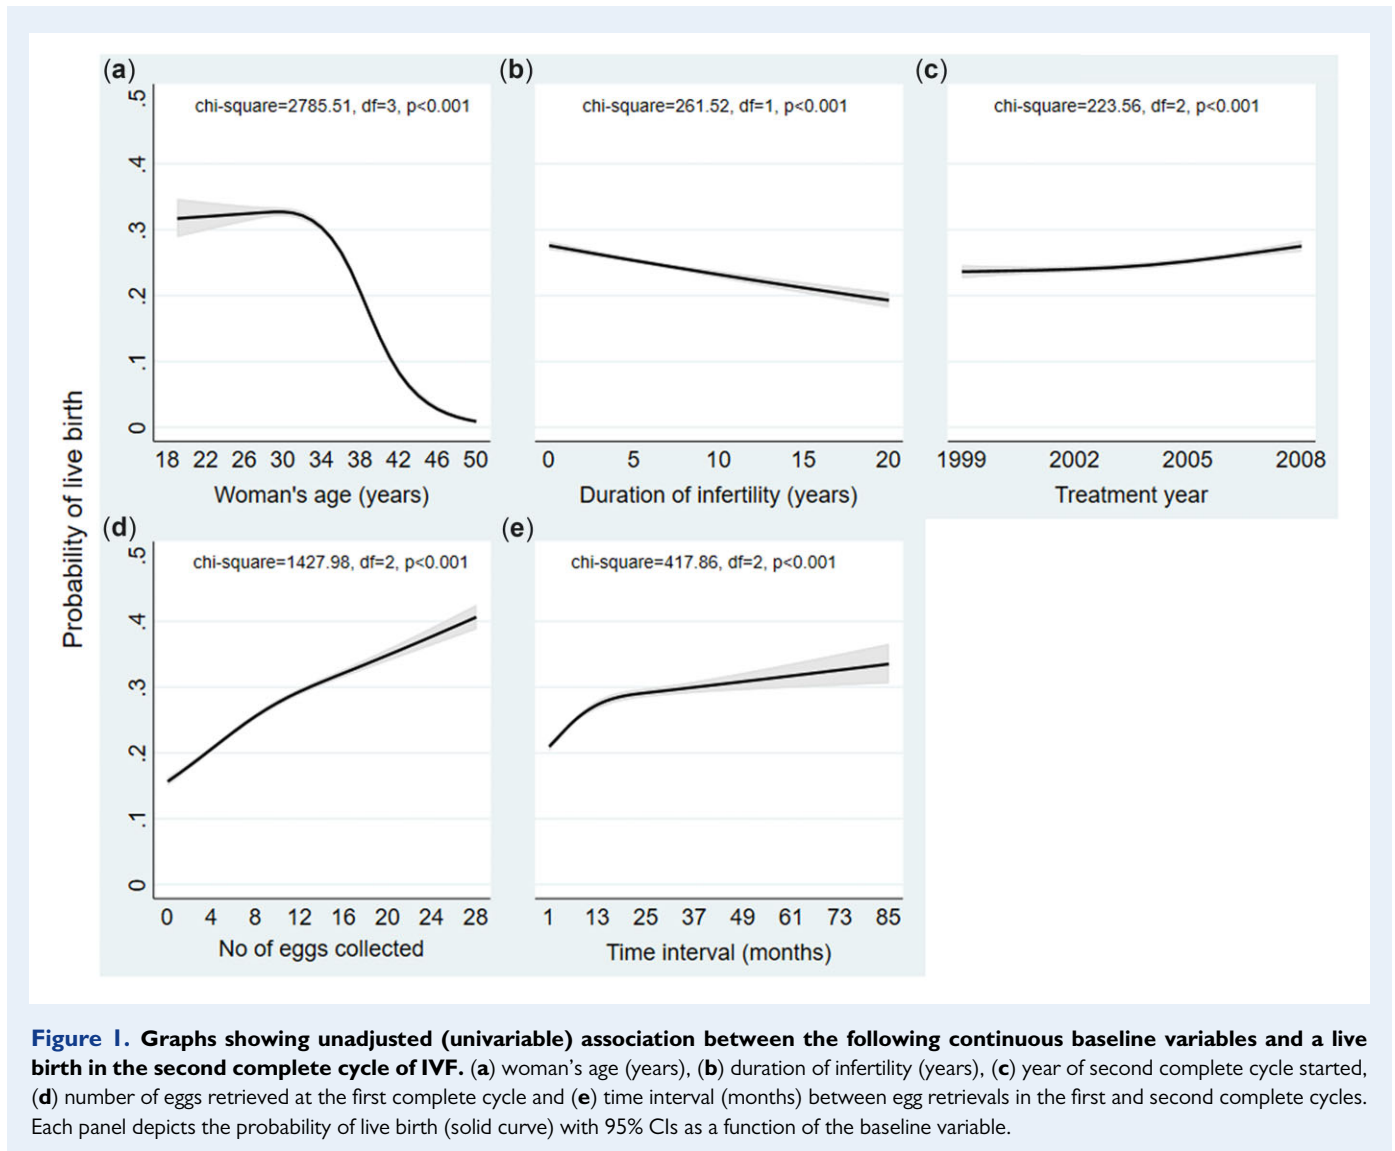 (a) (b) (c)
chi-square=2785.51, df=3, p<0.001 chi-square=261.52, df=1, p<0.001 chi-square=223.56, df=2, p<0.001
.5
.4
.3
.2
.1
0
18 22 26 30 34 38 42 46 50 0 5 10 15 20 1999 2002 2005 2008
Woman's age (years) Duration of infertility (years) Treatment year
Probability of live birth
(d) (e)
chi-square=1427.98, df=2, p<0.001 chi-square=417.86, df=2, p<0.001
.5
.4
.3
.2
.1
0
0 4 8 12 16 20 24 28 1 13 25 37 49 61 73 85
No of eggs collected Time interval (months)
Figure 1. Graphs showing unadjusted (univariable) association between the following continuous baseline variables and a live
birth in the second complete cycle of IVF. (a) woman's age (years), (b) duration of infertility (years), (c) year of second complete cycle started,
(d) number of eggs retrieved at the first complete cycle and (e) time interval (months) between egg retrievals in the first and second complete cycles.
Each panel depicts the probability of live birth (solid curve) with 95% CIs as a function of the baseline variable.